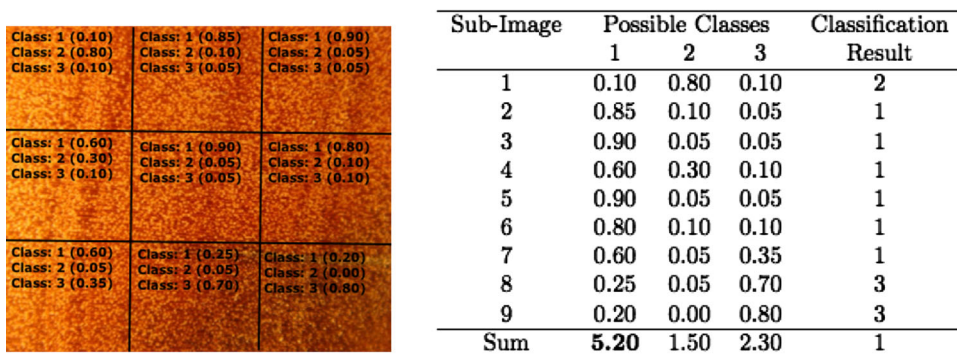 Class: 1 (0.10) Class: 1 (0.85) Class: 1 (0.90)
Class: 2 (0.80) Class: 2 (0.10) Class: 2 (0.05)
Class: 3 (0.10) Class: 3 (0.05) Class: 3 (0.05)
Class: 1 (0.60) Class: 1 (0.90) Class: 1 (0.80)
Class: 2 (0.30) Class: 2 (0.05) Class: 2 (0.10)
Class: 3 (0.10) Class: 3 (0.05) Class: 3 (0.10)
Class: 1 (0.60) Class: 1 (0.25) Class: 1 (0.20)
Class: 2 (0.05) Class: 2 (0.05) Class: 2 (0.00)
Class: 3 (0.35) Class: 3 (0.70) Class: 3 (0.80)
Sub-Image Possible Classes Classification
1 2 3 Result
1 0.10 0.80 0.10 2
2 0.85 0.10 0.05 1
3 0.90 0.05 0.05 1
4 0.60 0.30 0.10 1
5 0.90 0.05 0.05 1
6 0.80 0.10 0.10 1
7 0.60 0.05 0.35 1
8 0.25 0.05 0.70 3
9 0.20 0.00 0.80 3
Sum 5.20 1.50 2.30 1